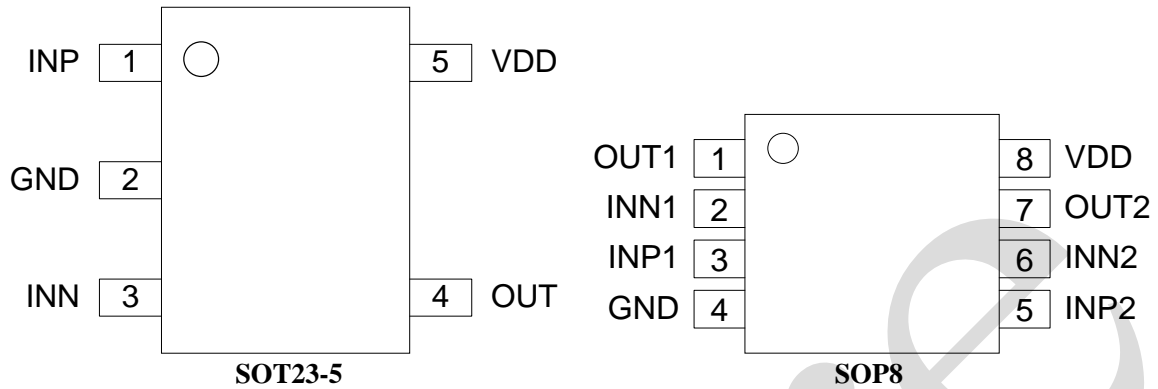 INP 1 5 VDD
GND 2
INN 3 4 OUT
SOT23-5
OUT1 1 8 VDD
INN1 2 7 OUT2
INP1 3 6 INN2
GND 4 5 INP2
SOP8